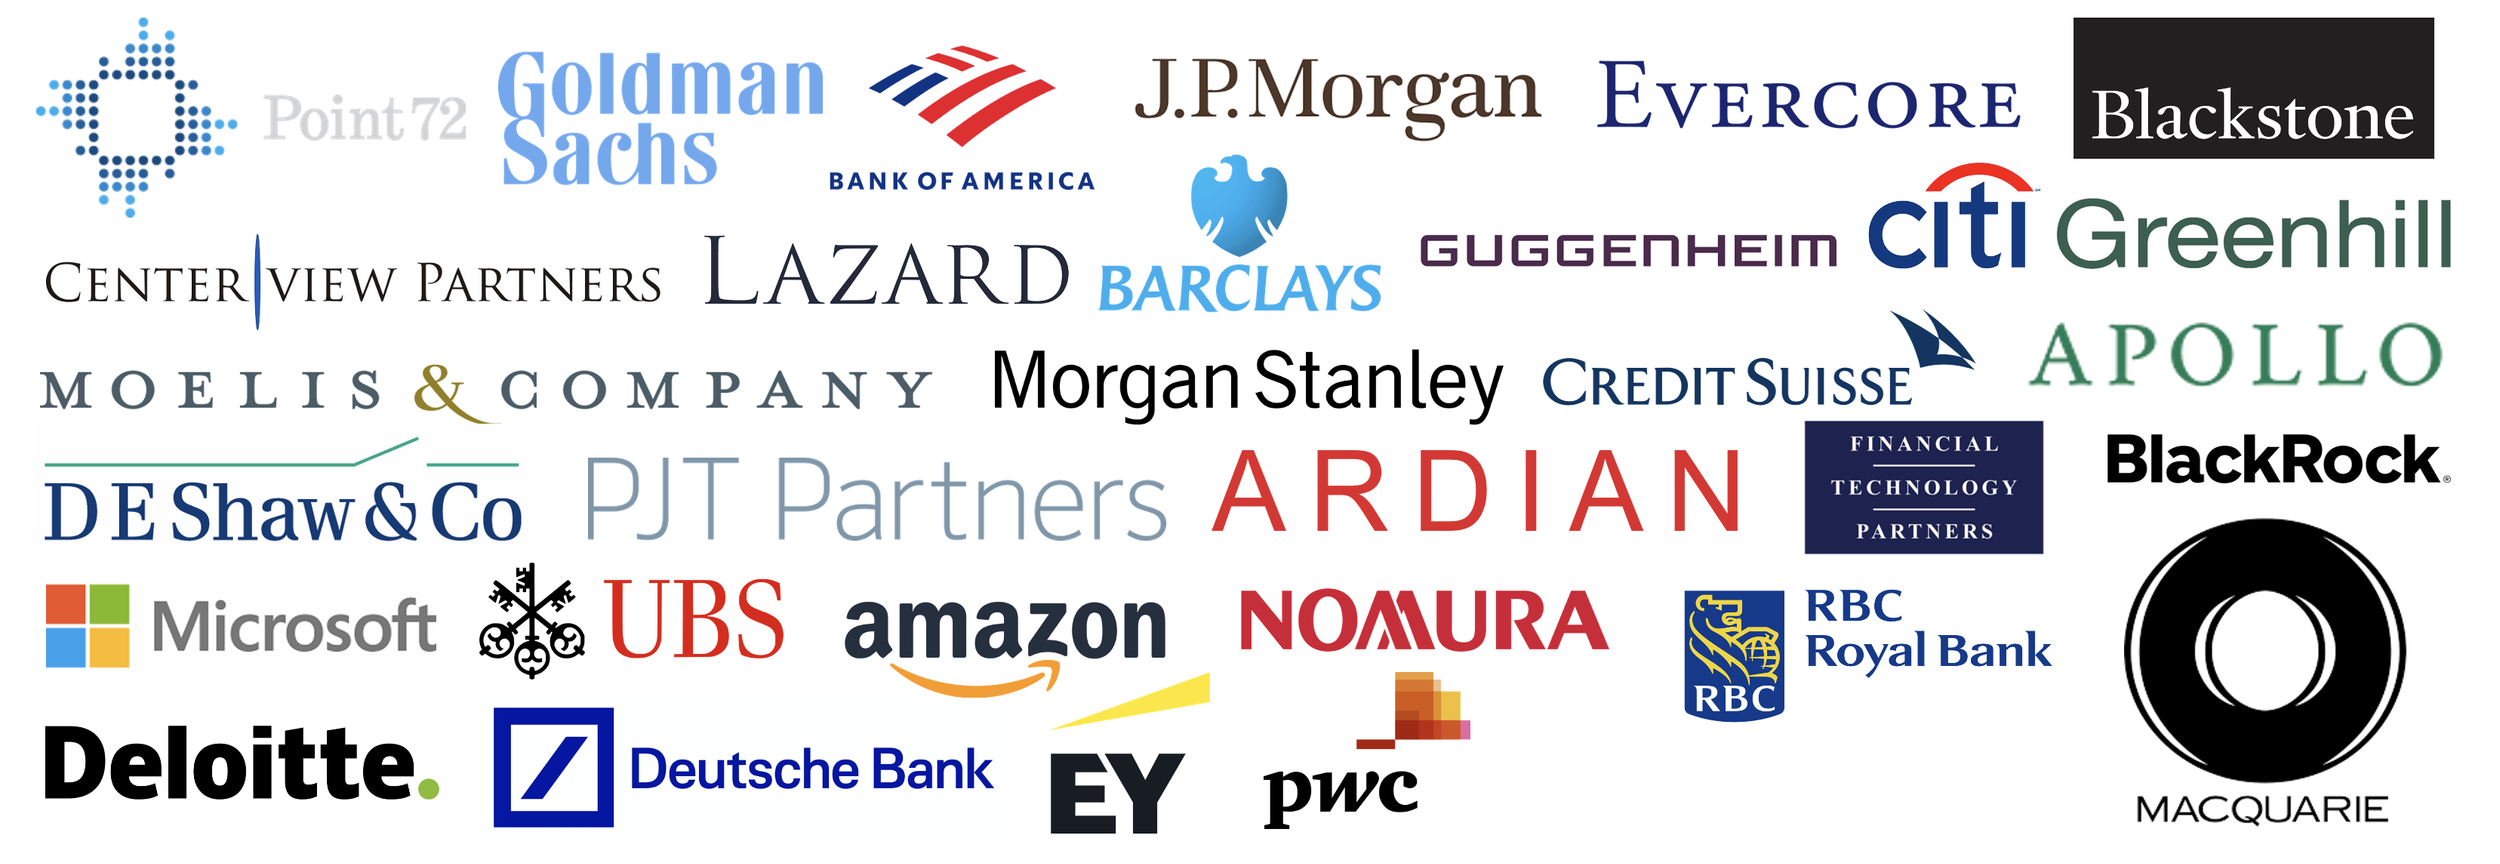 Point72
Goldman
Sachs
BANK OF AMERICA
J.P.Morgan
EVERCORE
Blackstone
CENTERVIEW PARTNERS
LAZARD
BARCLAYS
GUGGENHEIM
citi
Greenhill
MOELIS & COMPANY
Morgan Stanley
CREDIT SUISSE
APOLLO
DE Shaw & Co
PJT Partners
ARDIAN
FINANCIAL
TECHNOLOGY
PARTNERS
BlackRock®
Microsoft
UBS
amazon
NOMURA
RBC
RBC
Royal Bank
Deloitte.
Deutsche Bank
EY
pwc
MACQUARIE